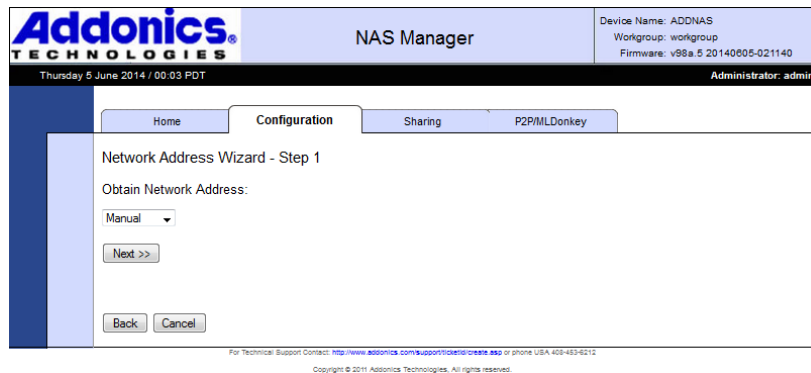 Addonics®
TECHNOLOGIES
NAS Manager
Device Name: ADDNAS
Workgroup: workgroup
Firmware: v98a.5 20140605-021140
Thursday 5 June 2014 / 00:03 PDT
Administrator: admin
Home
Configuration
Sharing
P2P/MLDonkey
Network Address Wizard - Step 1
Obtain Network Address:
Manual
Next >>
Back
Cancel
For Technical Support Contact: http://www.addonics.com/support/ticketid/create.asp or phone USA 408-453-6212
Copyright © 2011 Addonics Technologies, All rights reserved.